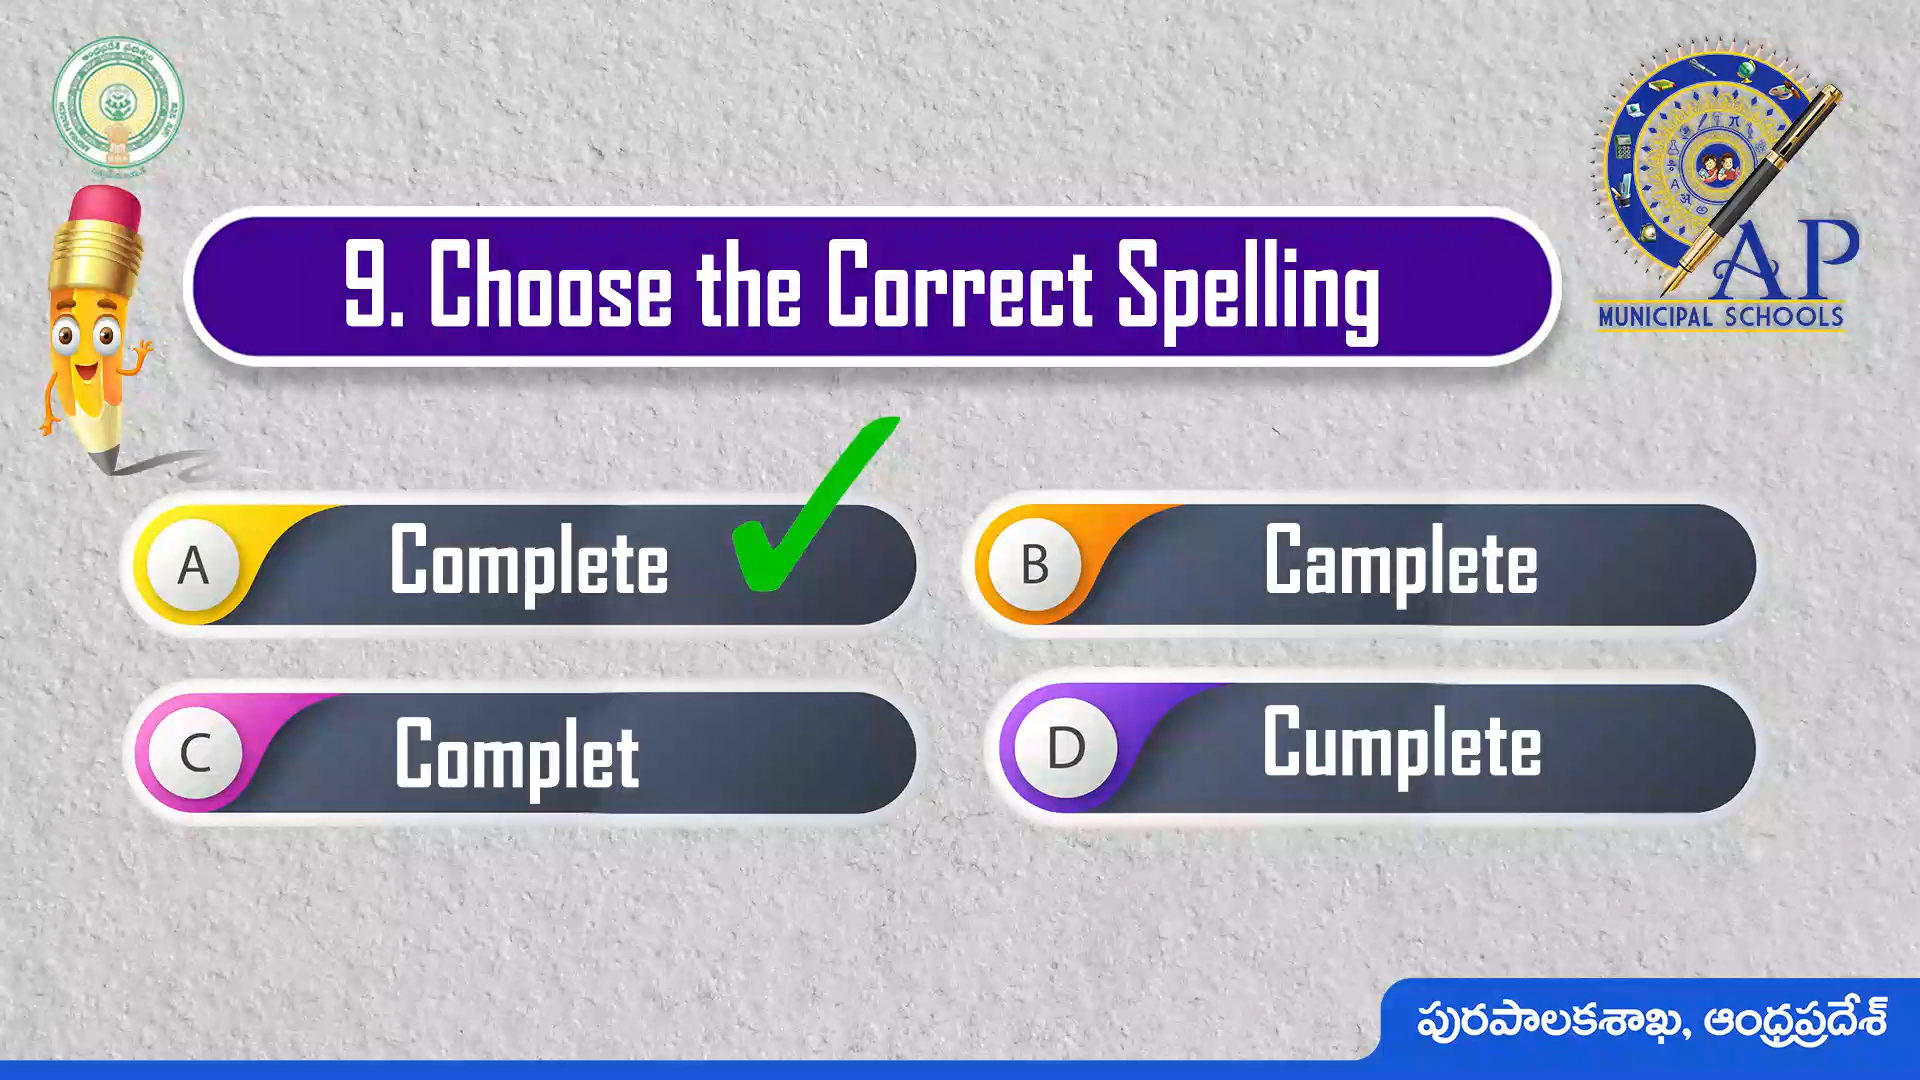 9. Choose the Correct Spelling
AP
MUNICIPAL SCHOOLS
A Complete
B Camplete
C Complet
D Cumplete
పురపాలకశాఖ, ఆంధ్రప్రదేశ్